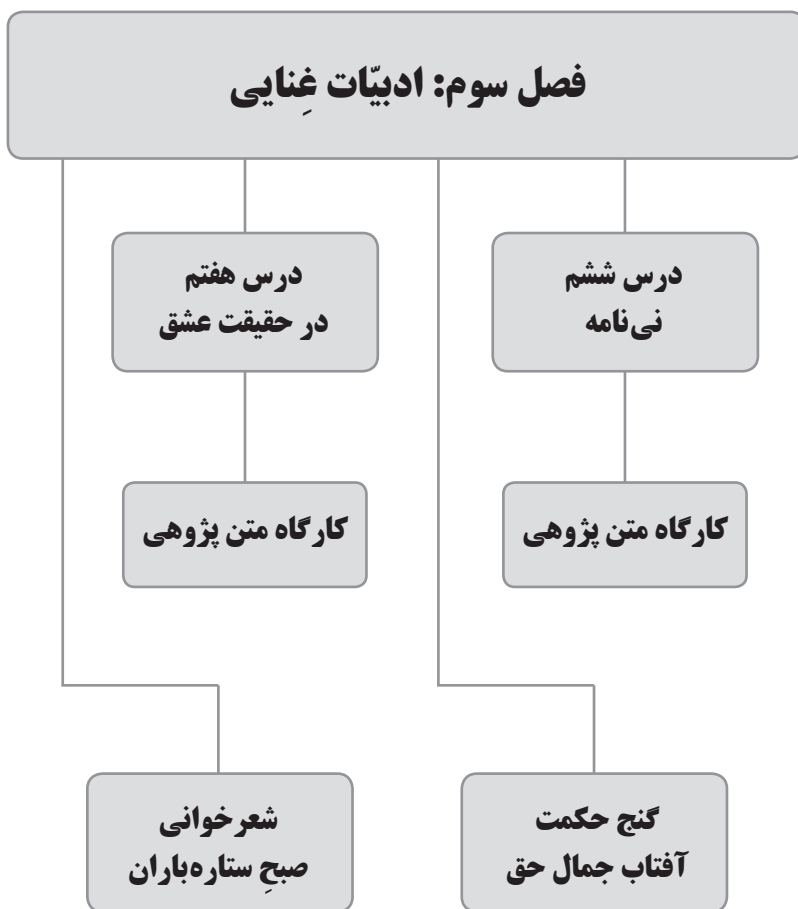 فصل سوم: ادبیّات غِنایی
درس ششم
نی‌نامه
درس هفتم
در حقیقت عشق
کارگاه متن پژوهی
کارگاه متن پژوهی
گنج حکمت
آفتاب جمال حق
شعرخوانی
صبحِ ستاره‌باران